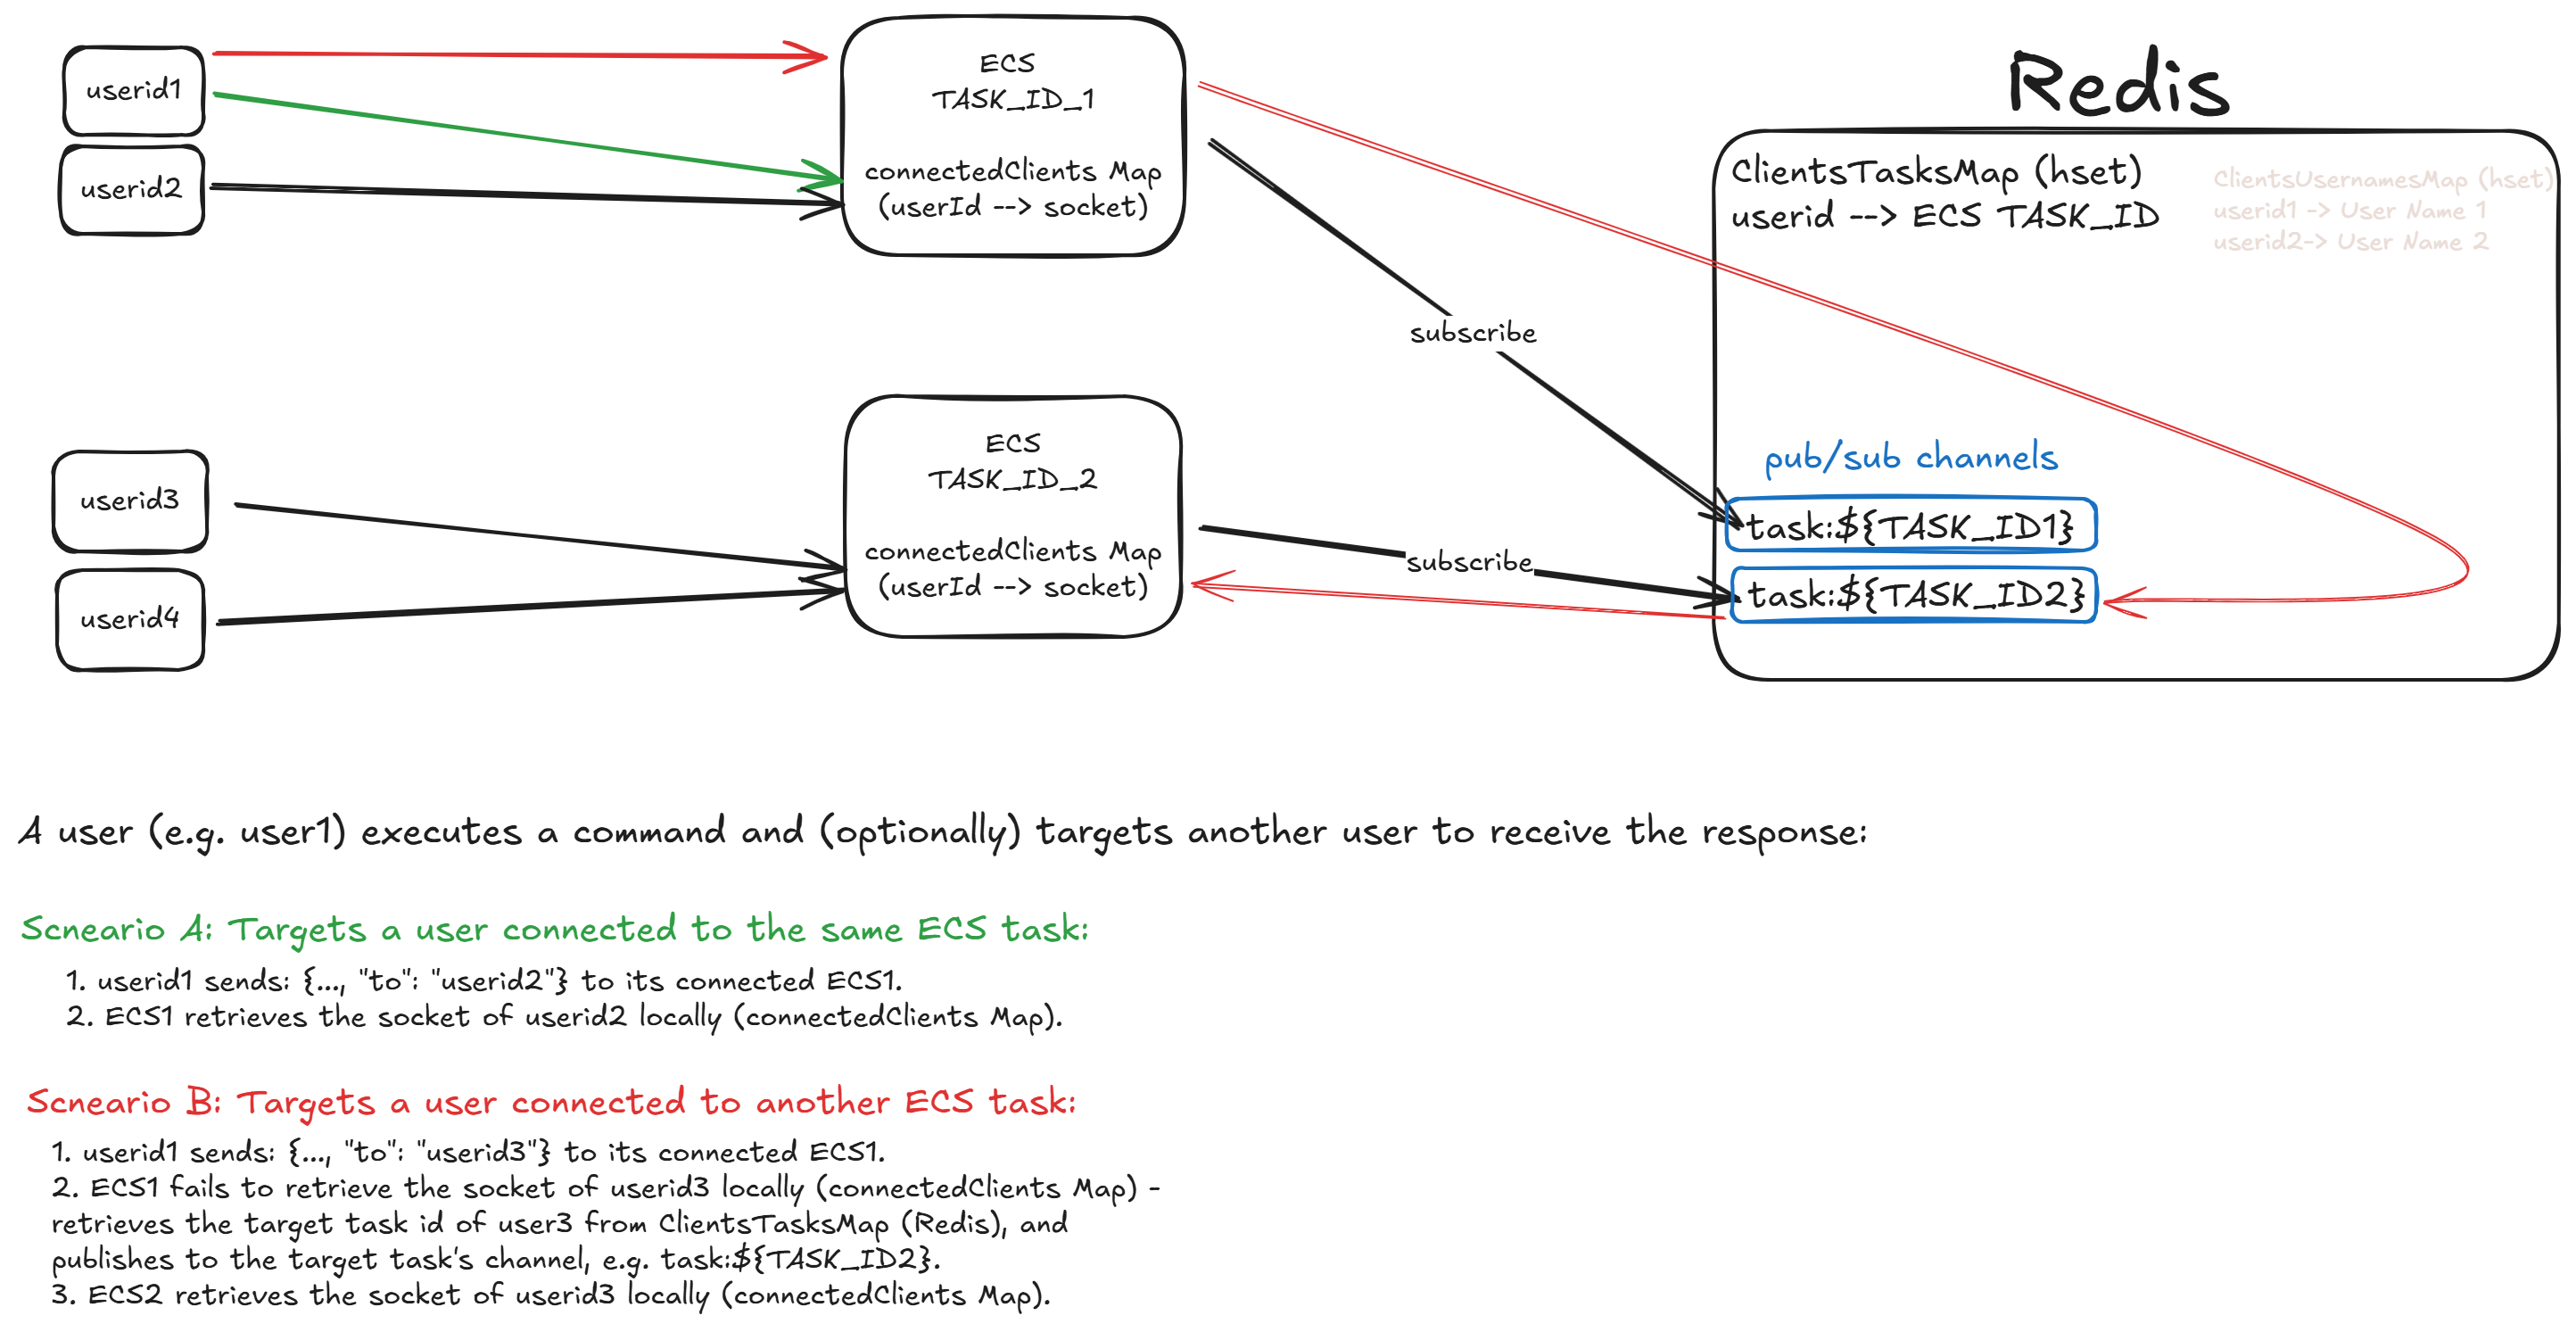 userid1
userid2
userid3
userid4
ECS
TASK_ID_1
connectedClients Map
(userId --> socket)
ECS
TASK_ID_2
connectedClients Map
(userId --> socket)
subscribe
subscribe
Redis
ClientsTasksMap (hset)
userid --> ECS TASK_ID
ClientsUsernamesMap (hset)
userid1 -> User Name 1
userid2-> User Name 2
pub/sub channels
task:${TASK_ID1}
task:${TASK_ID2}
A user (e.g. user1) executes a command and (optionally) targets another user to receive the response:
Scneario A: Targets a user connected to the same ECS task:
1. userid1 sends: {..., "to": "userid2"} to its connected ECS1.
2. ECS1 retrieves the socket of userid2 locally (connectedClients Map).
Scneario B: Targets a user connected to another ECS task:
1. userid1 sends: {..., "to": "userid3"} to its connected ECS1.
2. ECS1 fails to retrieve the socket of userid3 locally (connectedClients Map) -
retrieves the target task id of user3 from ClientsTasksMap (Redis), and
publishes to the target task's channel, e.g. task:${TASK_ID2}.
3. ECS2 retrieves the socket of userid3 locally (connectedClients Map).